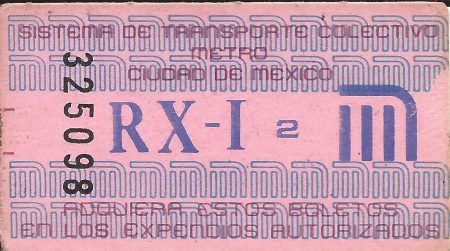 SISTEMA DE TRANSPORTE COLECTIVO
METRO
CIUDAD DE MEXICO
325098
RX-I 2
ADQUIERA ESTOS BOLETOS
EN LOS EXPENDIOS AUTORIZADOS